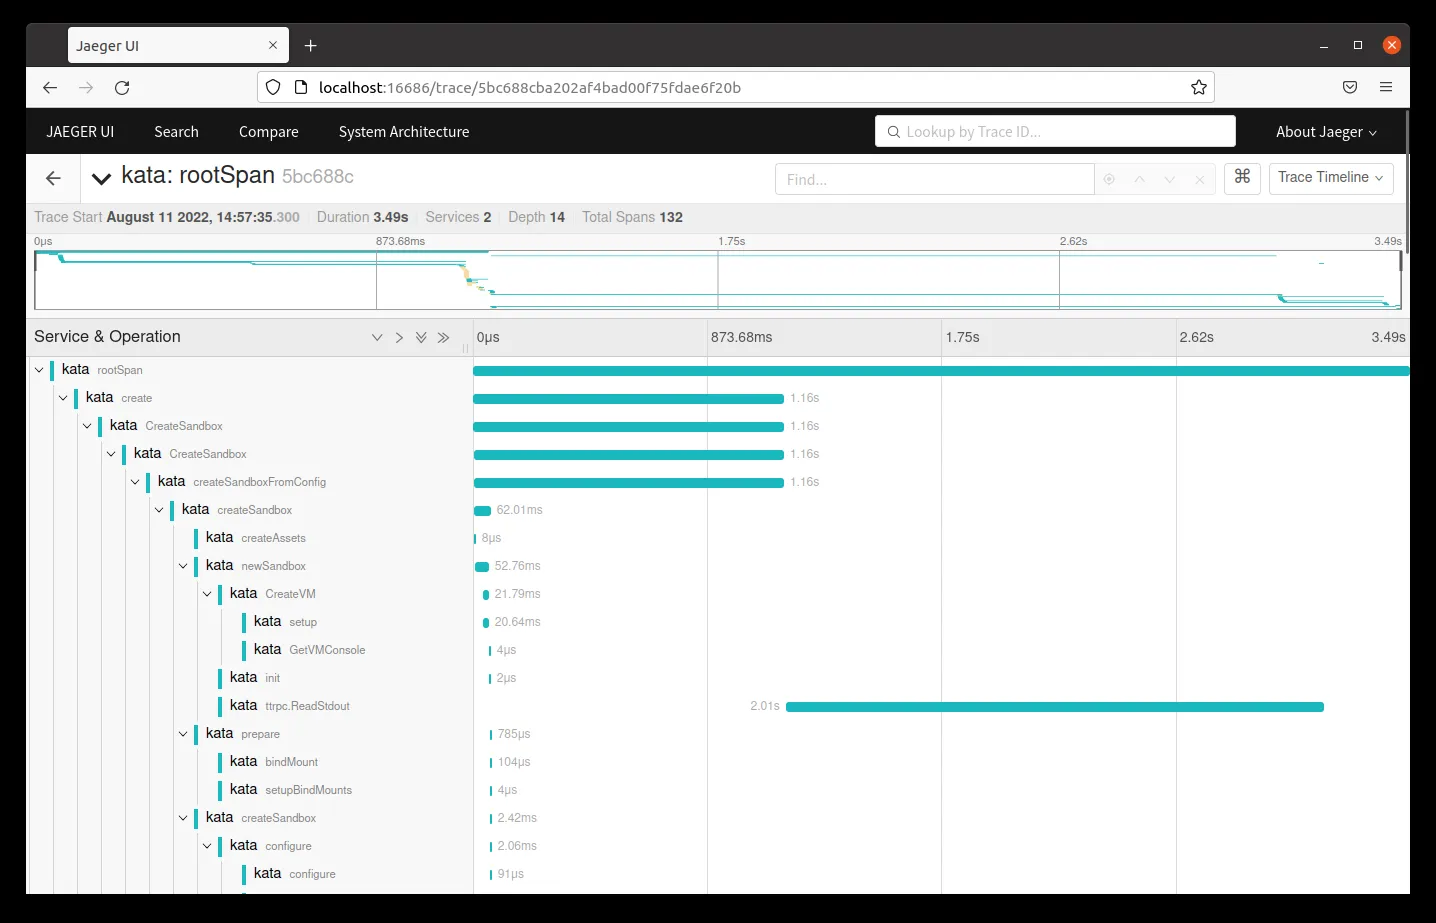 Jaeger UI
localhost:16686/trace/5bc688cba202af4bad00f75fdae6f20b
JAEGER UI Search Compare System Architecture Lookup by Trace ID... About Jaeger
kata: rootSpan 5bc688c Find... ⌘ Trace Timeline
Trace Start August 11 2022, 14:57:35.300 Duration 3.49s Services 2 Depth 14 Total Spans 132
0μs 873.68ms 1.75s 2.62s 3.49s
Service & Operation 0μs 873.68ms 1.75s 2.62s 3.49s
kata rootSpan
kata create 1.16s
kata CreateSandbox 1.16s
kata CreateSandbox 1.16s
kata createSandboxFromConfig 1.16s
kata createSandbox 62.01ms
kata createAssets 8μs
kata newSandbox 52.76ms
kata CreateVM 21.79ms
kata setup 20.64ms
kata GetVMConsole 4μs
kata init 2μs
kata ttrpc.ReadStdout 2.01s
kata prepare 785μs
kata bindMount 104μs
kata setupBindMounts 4μs
kata createSandbox 2.42ms
kata configure 2.06ms
kata configure 91μs